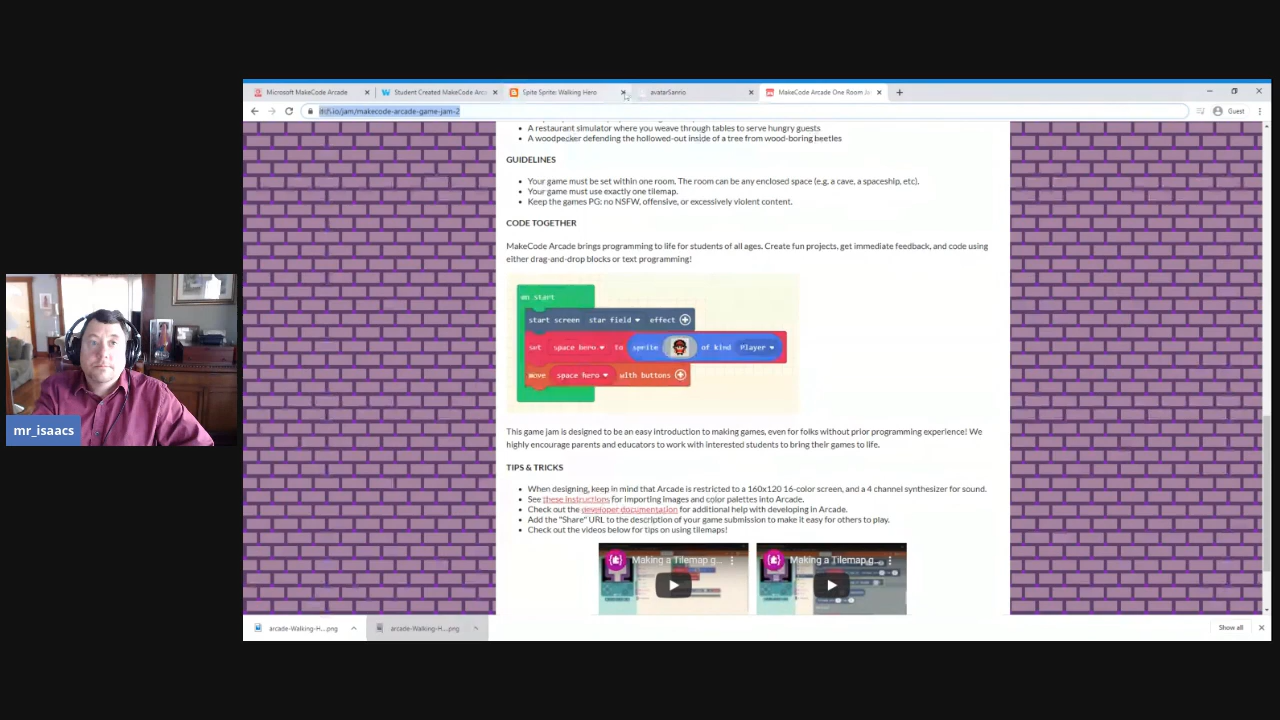 Microsoft MakeCode Arcade
Student Created MakeCode Arc
Spite Sprite: Walking Hero
avatarSanrio
MakeCode Arcade One Room Ja
itch.io/jam/makecode-arcade-game-jam-2
Guest
A restaurant simulator where you weave through tables to serve hungry guests
A woodpecker defending the hollowed-out inside of a tree from wood-boring beetles
GUIDELINES
Your game must be set within one room. The room can be any enclosed space (e.g. a cave, a spaceship, etc).
Your game must use exactly one tilemap.
Keep the games PG: no NSFW, offensive, or excessively violent content.
CODE TOGETHER
MakeCode Arcade brings programming to life for students of all ages. Create fun projects, get immediate feedback, and code using
either drag-and-drop blocks or text programming!
on start
start screen star field effect
set space hero to sprite of kind Player
move space hero with buttons
This game jam is designed to be an easy introduction to making games, even for folks without prior programming experience! We
highly encourage parents and educators to work with interested students to bring their games to life.
TIPS & TRICKS
When designing, keep in mind that Arcade is restricted to a 160x120 16-color screen, and a 4 channel synthesizer for sound.
See these instructions for importing images and color palettes into Arcade.
Check out the developer documentation for additional help with developing in Arcade.
Add the "Share" URL to the description of your game submission to make it easy for others to play.
Check out the videos below for tips on using tilemaps!
Making a Tilemap g...
Making a Tilemap g...
arcade-Walking-H....png
arcade-Walking-H....png
Show all
mr_isaacs